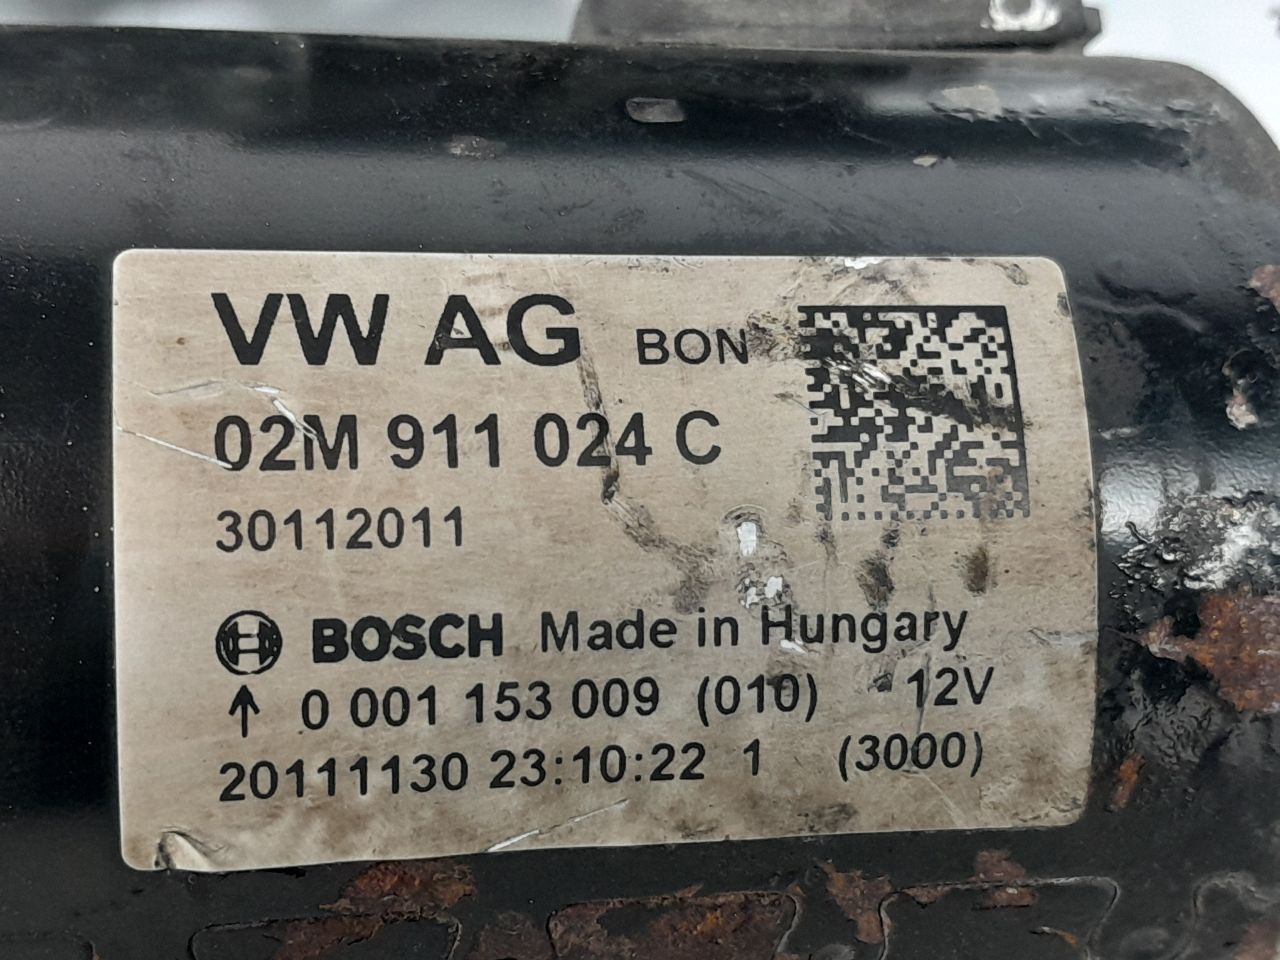 VW AG BON
02M 911 024 C
30112011
BOSCH Made in Hungary
↑ 0 001 153 009 (010) 12V
20111130 23:10:22 1 (3000)